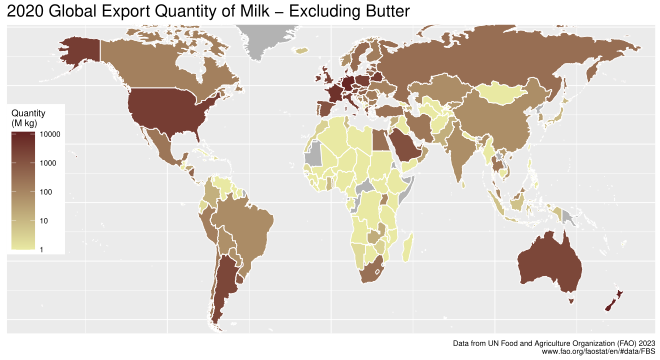 2020 Global Export Quantity of Milk – Excluding Butter
Quantity
(M kg)
10000
1000
100
10
1
Data from UN Food and Agriculture Organization (FAO) 2023
www.fao.org/faostat/en/#data/FBS